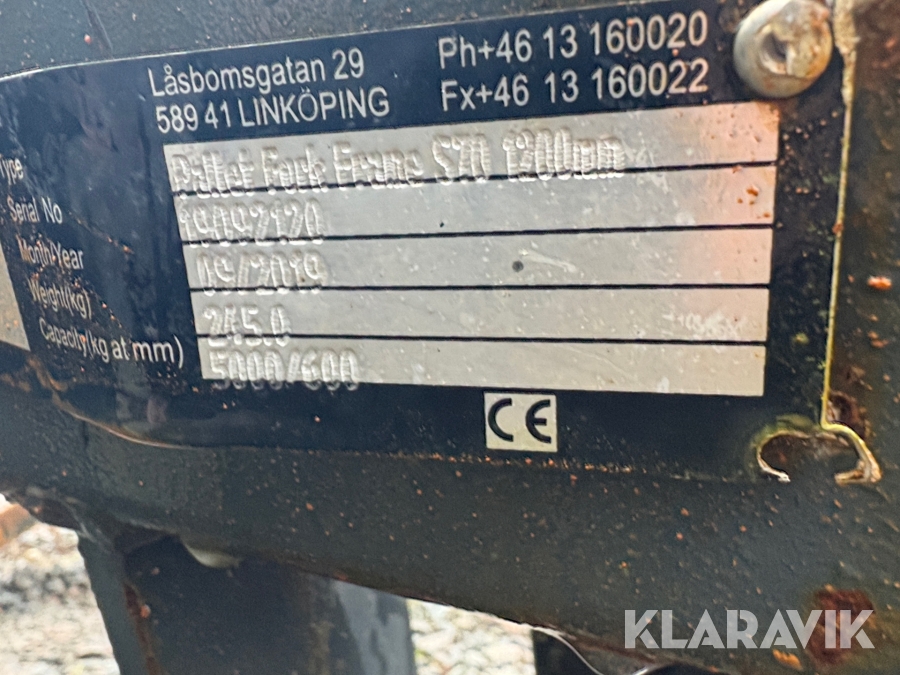 Låsbomsgatan 29
Ph+46 13 160020
589 41 LINKÖPING
Fx+46 13 160022
Type
Pallet Fork Frame S70 1200mm
Serial No
19092120
Month/Year
09/2019
Weight(kg)
245.0
Capacity(kg at mm)
5000/600
CE
KLARAVIK